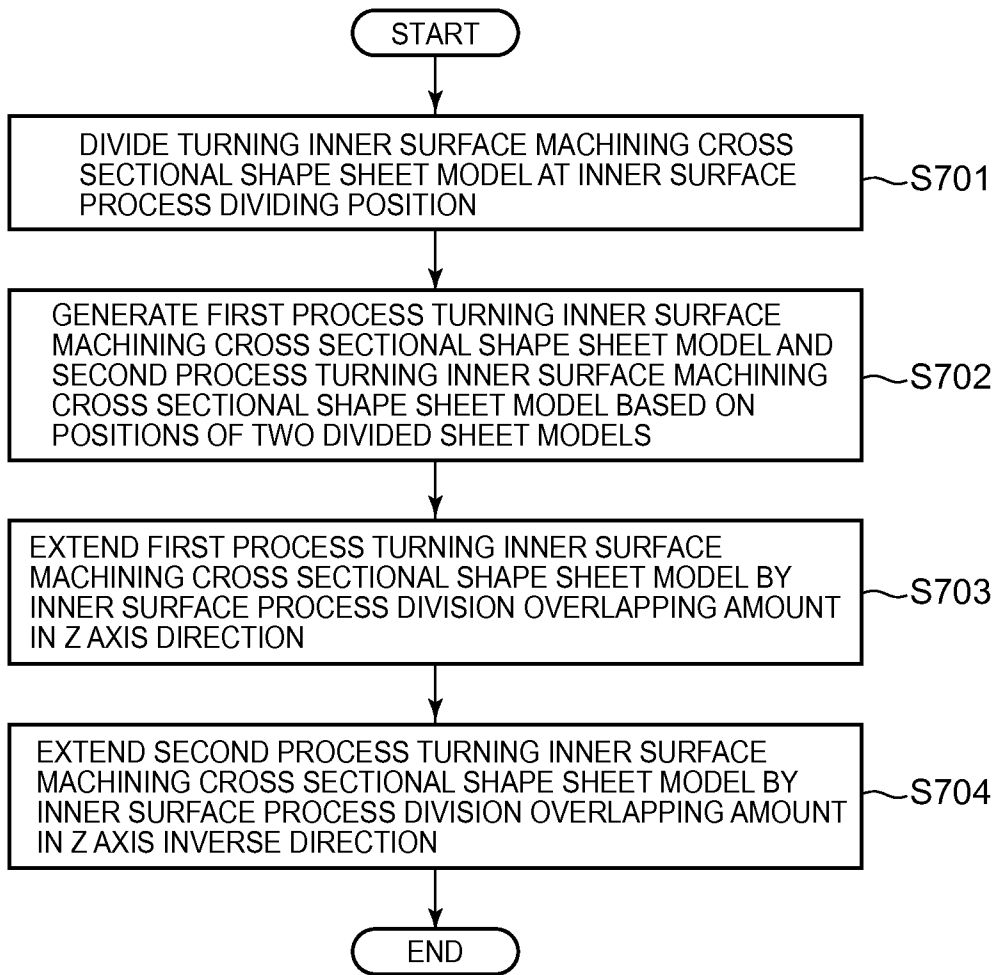 START
DIVIDE TURNING INNER SURFACE MACHINING CROSS
SECTIONAL SHAPE SHEET MODEL AT INNER SURFACE
PROCESS DIVIDING POSITION
S701
GENERATE FIRST PROCESS TURNING INNER SURFACE
MACHINING CROSS SECTIONAL SHAPE SHEET MODEL AND
SECOND PROCESS TURNING INNER SURFACE MACHINING
CROSS SECTIONAL SHAPE SHEET MODEL BASED ON
POSITIONS OF TWO DIVIDED SHEET MODELS
S702
EXTEND FIRST PROCESS TURNING INNER SURFACE
MACHINING CROSS SECTIONAL SHAPE SHEET MODEL BY
INNER SURFACE PROCESS DIVISION OVERLAPPING AMOUNT
IN Z AXIS DIRECTION
S703
EXTEND SECOND PROCESS TURNING INNER SURFACE
MACHINING CROSS SECTIONAL SHAPE SHEET MODEL BY
INNER SURFACE PROCESS DIVISION OVERLAPPING AMOUNT
IN Z AXIS INVERSE DIRECTION
S704
END